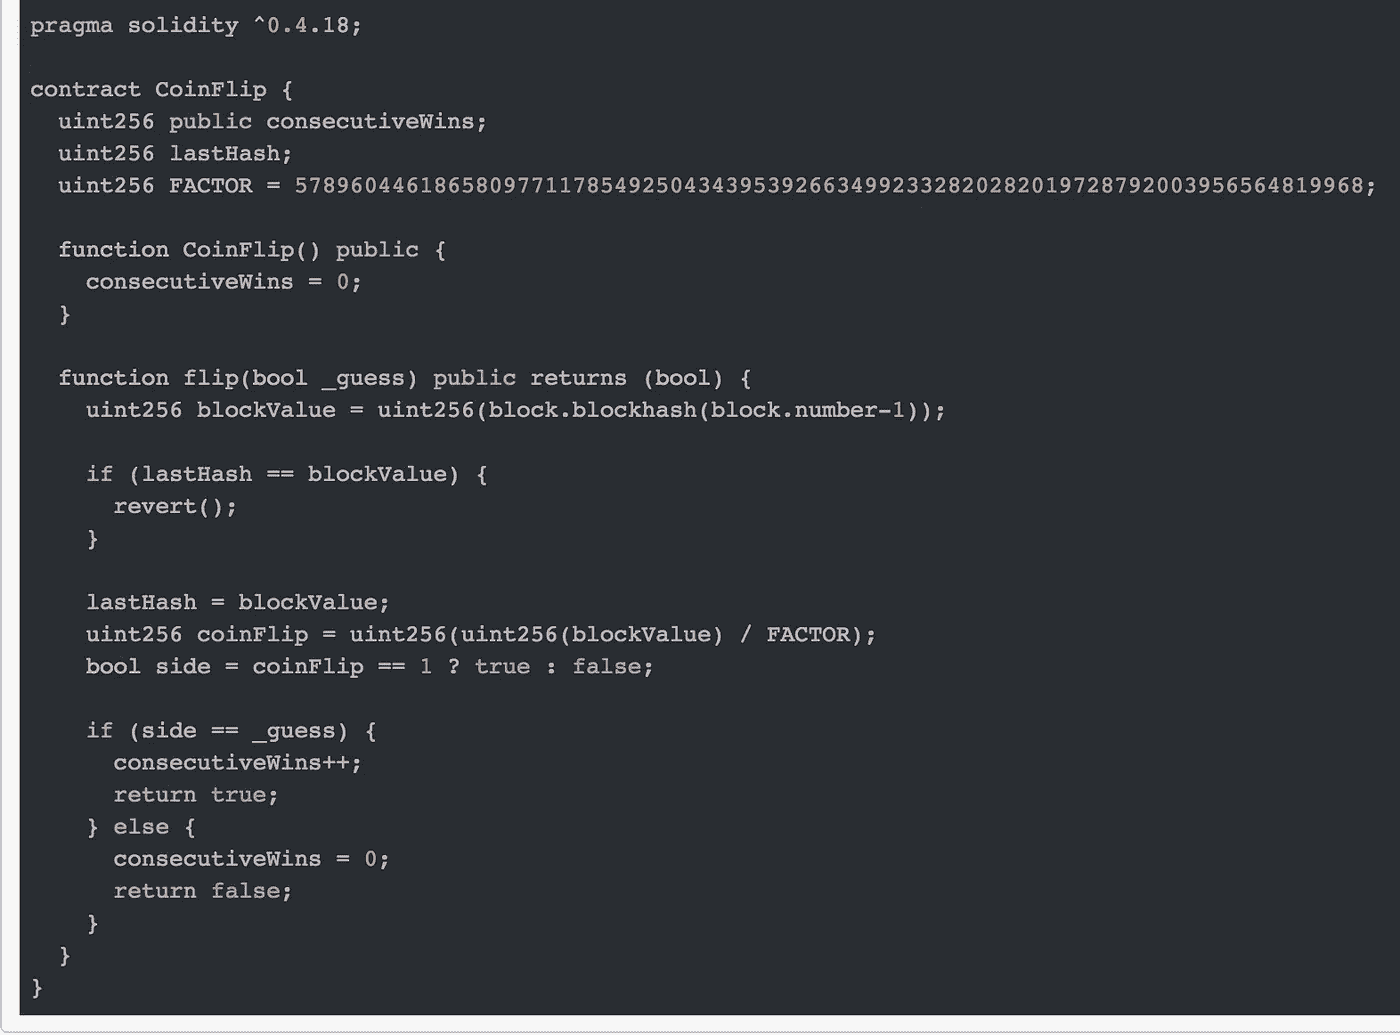 pragma solidity ^0.4.18;
contract CoinFlip {
uint256 public consecutiveWins;
uint256 lastHash;
uint256 FACTOR = 57896044618658097711785492504343953926634992332820282019728792003956564819968;
function CoinFlip() public {
consecutiveWins = 0;
}
function flip(bool _guess) public returns (bool) {
uint256 blockValue = uint256(block.blockhash(block.number-1));
if (lastHash == blockValue) {
revert();
}
lastHash = blockValue;
uint256 coinFlip = uint256(uint256(blockValue) / FACTOR);
bool side = coinFlip == 1 ? true : false;
if (side == _guess) {
consecutiveWins++;
return true;
} else {
consecutiveWins = 0;
return false;
}
}
}